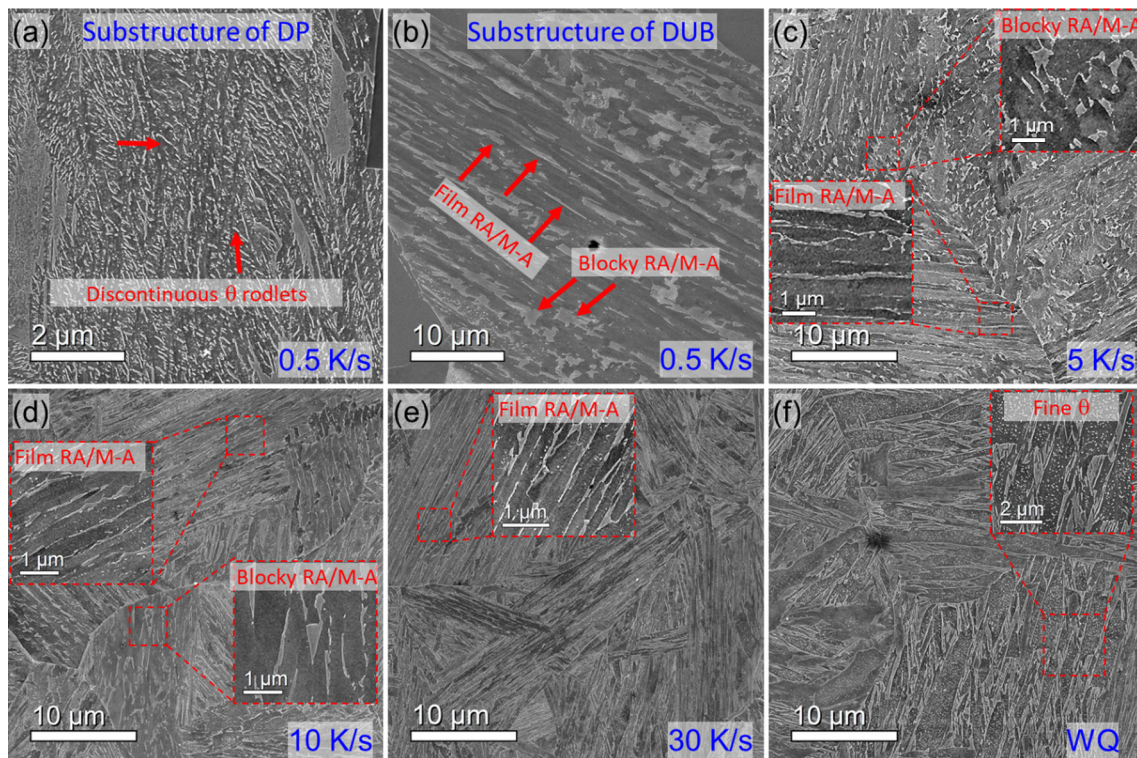 (a)
Substructure of DP
Discontinuous θ rodlets
2 μm
0.5 K/s
(b)
Substructure of DUB
Film RA/M-A
Blocky RA/M-A
10 μm
0.5 K/s
(c)
Blocky RA/M-A
1 μm
Film RA/M-A
1 μm
10 μm
5 K/s
(d)
Film RA/M-A
1 μm
Blocky RA/M-A
1 μm
10 μm
10 K/s
(e)
Film RA/M-A
1 μm
10 μm
30 K/s
(f)
Fine θ
2 μm
10 μm
WQ